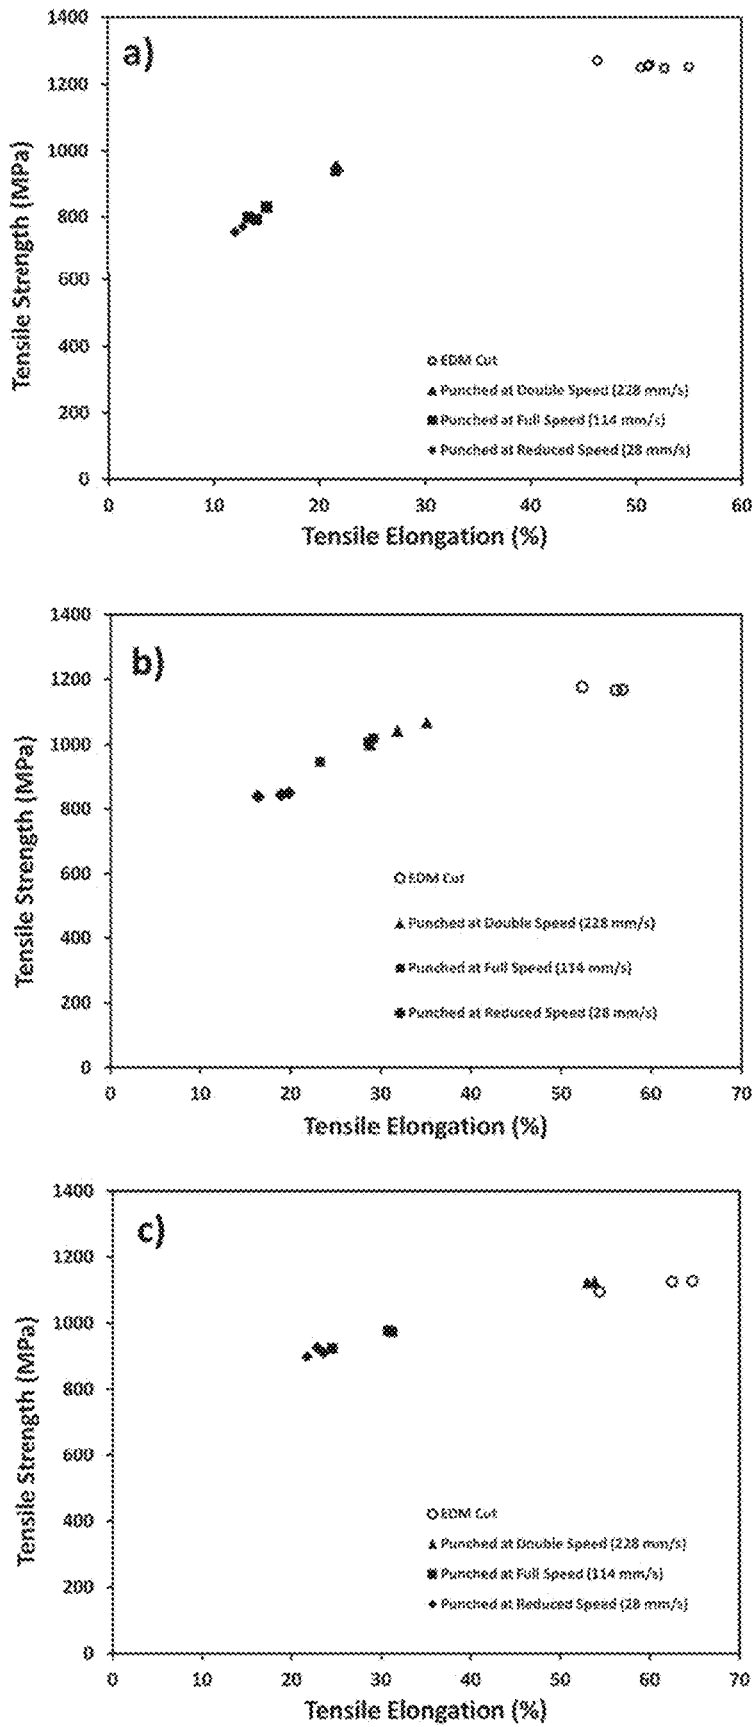 a)
1400
1200
1000
800
600
400
200
0
Tensile Strength (MPa)
EDM Cut
Punched at Double Speed (228 mm/s)
Punched at Full Speed (114 mm/s)
Punched at Reduced Speed (28 mm/s)
0 10 20 30 40 50 60
Tensile Elongation (%)
b)
1400
1200
1000
800
600
400
200
0
Tensile Strength (MPa)
EDM Cut
Punched at Double Speed (228 mm/s)
Punched at Full Speed (114 mm/s)
Punched at Reduced Speed (28 mm/s)
0 10 20 30 40 50 60 70
Tensile Elongation (%)
c)
1400
1200
1000
800
600
400
200
0
Tensile Strength (MPa)
EDM Cut
Punched at Double Speed (228 mm/s)
Punched at Full Speed (114 mm/s)
Punched at Reduced Speed (28 mm/s)
0 10 20 30 40 50 60 70
Tensile Elongation (%)